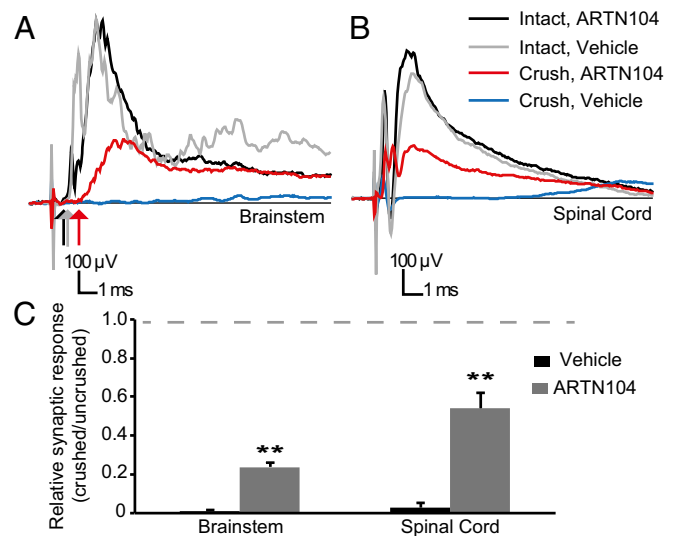 A
B
Intact, ARTN104
Intact, Vehicle
Crush, ARTN104
Crush, Vehicle
Brainstem
Spinal Cord
100 µV
1 ms
100 µV
1 ms
C
Relative synaptic response
(crushed/uncrushed)
1.0
0.8
0.6
0.4
0.2
0
**
**
Vehicle
ARTN104
Brainstem
Spinal Cord